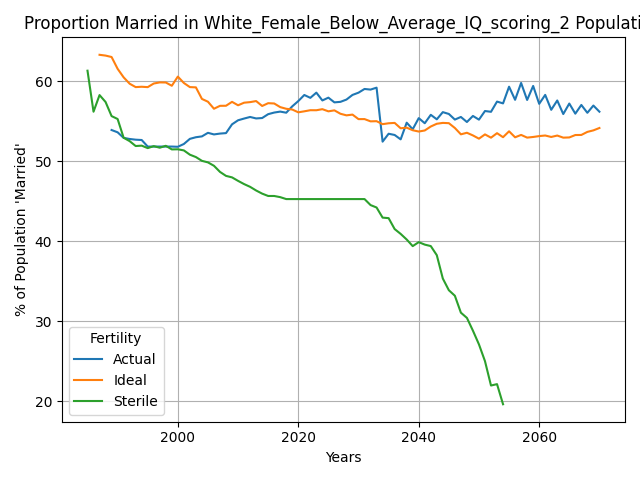 Proportion Married in White_Female_Below_Average_IQ_scoring_2 Populati
% of Population 'Married'
60
50
40
30
20
Fertility
Actual
Ideal
Sterile
2000 2020 2040 2060
Years